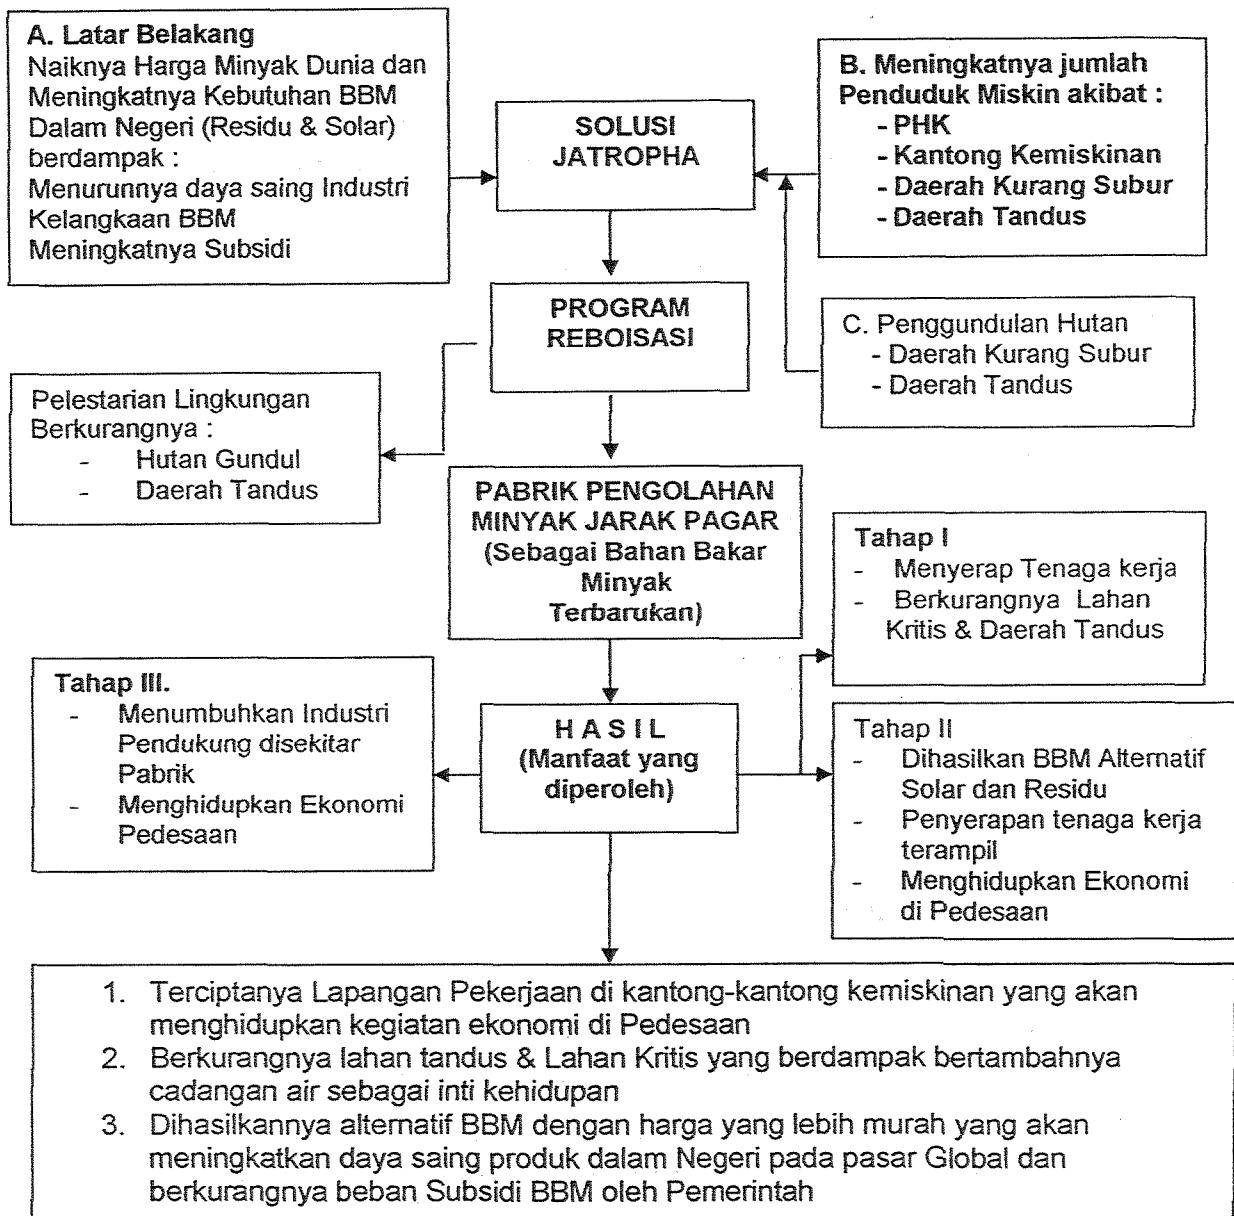 A. Latar Belakang
Naiknya Harga Minyak Dunia dan
Meningkatnya Kebutuhan BBM
Dalam Negeri (Residu & Solar)
berdampak :
Menurunnya daya saing Industri
Kelangkaan BBM
Meningkatnya Subsidi
SOLUSI
JATROPHA
B. Meningkatnya jumlah
Penduduk Miskin akibat :
- PHK
- Kantong Kemiskinan
- Daerah Kurang Subur
- Daerah Tandus
PROGRAM
REBOISASI
C. Penggundulan Hutan
- Daerah Kurang Subur
- Daerah Tandus
Pelestarian Lingkungan
Berkurangnya :
- Hutan Gundul
- Daerah Tandus
PABRIK PENGOLAHAN
MINYAK JARAK PAGAR
(Sebagai Bahan Bakar
Minyak
Terbarukan)
Tahap I
- Menyerap Tenaga kerja
- Berkurangnya Lahan
Kritis & Daerah Tandus
Tahap III.
- Menumbuhkan Industri
Pendukung disekitar
Pabrik
- Menghidupkan Ekonomi
Pedesaan
H A S I L
(Manfaat yang
diperoleh)
Tahap II
- Dihasilkan BBM Alternatif
Solar dan Residu
- Penyerapan tenaga kerja
terampil
- Menghidupkan Ekonomi
di Pedesaan
1. Terciptanya Lapangan Pekerjaan di kantong-kantong kemiskinan yang akan
menghidupkan kegiatan ekonomi di Pedesaan
2. Berkurangnya lahan tandus & Lahan Kritis yang berdampak bertambahnya
cadangan air sebagai inti kehidupan
3. Dihasilkannya alternatif BBM dengan harga yang lebih murah yang akan
meningkatkan daya saing produk dalam Negeri pada pasar Global dan
berkurangnya beban Subsidi BBM oleh Pemerintah